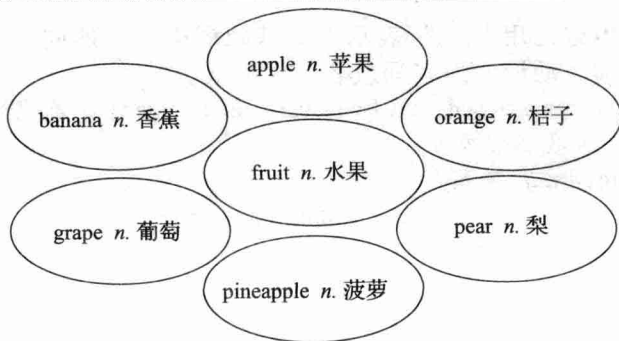 apple n. 苹果
banana n. 香蕉
orange n. 桔子
fruit n. 水果
grape n. 葡萄
pear n. 梨
pineapple n. 菠萝